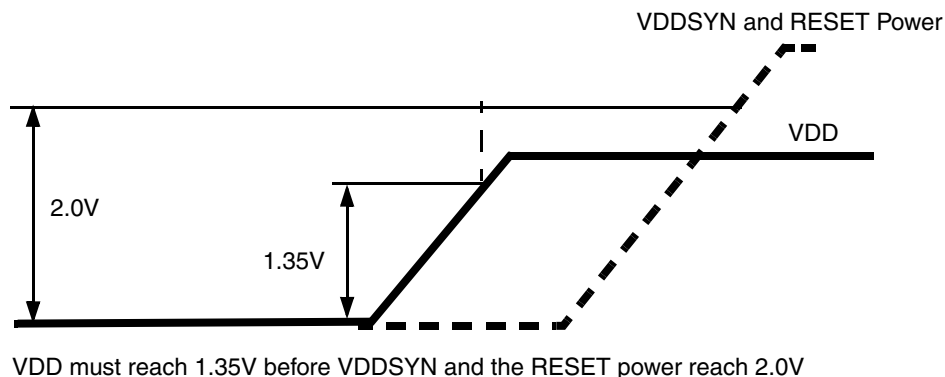 VDDSYN and RESET Power
VDD
2.0V
1.35V
VDD must reach 1.35V before VDDSYN and the RESET power reach 2.0V